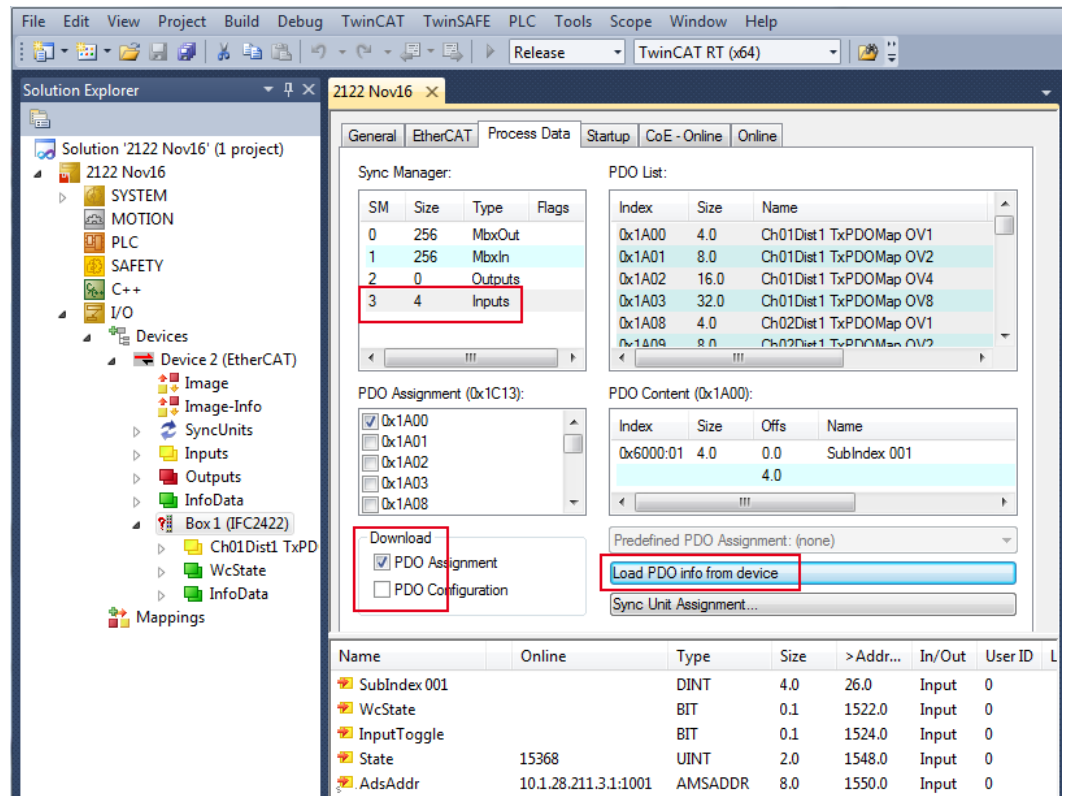 File Edit View Project Build Debug TwinCAT TwinSAFE PLC Tools Scope Window Help
Release TwinCAT RT (x64)
Solution Explorer
Solution '2122 Nov16' (1 project)
2122 Nov16
SYSTEM
MOTION
PLC
SAFETY
C++
I/O
Devices
Device 2 (EtherCAT)
Image
Image-Info
SyncUnits
Inputs
Outputs
InfoData
Box 1 (IFC2422)
Ch01Dist1 TxPD
WcState
InfoData
Mappings
2122 Nov16
General EtherCAT Process Data Startup CoE - Online Online
Sync Manager:
SM Size Type Flags
0 256 MbxOut
1 256 MbxIn
2 0 Outputs
3 4 Inputs
PDO List:
Index Size Name
0x1A00 4.0 Ch01Dist1 TxPDOMap OV1
0x1A01 8.0 Ch01Dist1 TxPDOMap OV2
0x1A02 16.0 Ch01Dist1 TxPDOMap OV4
0x1A03 32.0 Ch01Dist1 TxPDOMap OV8
0x1A08 4.0 Ch02Dist1 TxPDOMap OV1
0x1A09 8.0 Ch02Dist1 TxPDOMap OV2
PDO Assignment (0x1C13):
0x1A00
0x1A01
0x1A02
0x1A03
0x1A08
PDO Content (0x1A00):
Index Size Offs Name
0x6000:01 4.0 0.0 SubIndex 001
4.0
Download
PDO Assignment
PDO Configuration
Predefined PDO Assignment: (none)
Load PDO info from device
Sync Unit Assignment...
Name Online Type Size >Addr... In/Out User ID L
SubIndex 001 DINT 4.0 26.0 Input 0
WcState BIT 0.1 1522.0 Input 0
InputToggle BIT 0.1 1524.0 Input 0
State 15368 UINT 2.0 1548.0 Input 0
AdsAddr 10.1.28.211.3.1:1001 AMSADDR 8.0 1550.0 Input 0